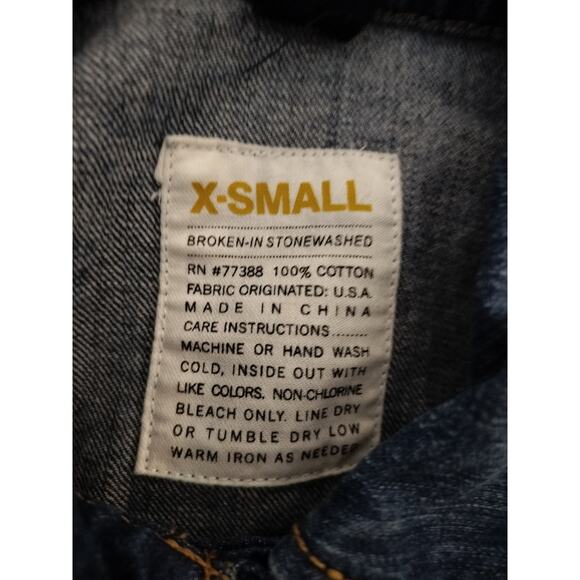 X-SMALL
BROKEN-IN STONEWASHED
RN #77388 100% COTTON
FABRIC ORIGINATED: U.S.A.
MADE IN CHINA
CARE INSTRUCTIONS........
MACHINE OR HAND WASH
COLD, INSIDE OUT WITH
LIKE COLORS. NON-CHLORINE
BLEACH ONLY. LINE DRY
OR TUMBLE DRY LOW
WARM IRON AS NEEDED